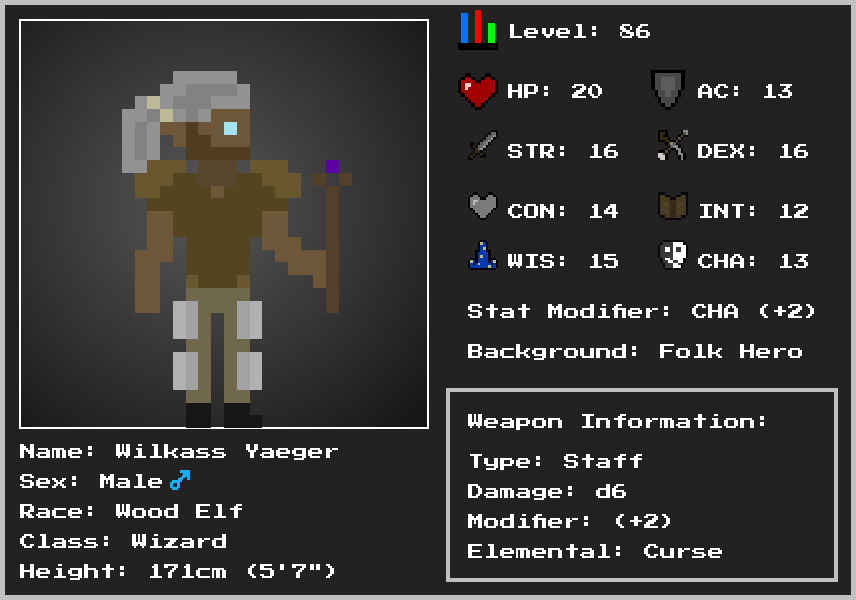 Level: 86
HP: 20 AC: 13
STR: 16 DEX: 16
CON: 14 INT: 12
WIS: 15 CHA: 13
Stat Modifier: CHA (+2)
Background: Folk Hero
Weapon Information:
Type: Staff
Damage: d6
Modifier: (+2)
Elemental: Curse
Name: Wilkass Yaeger
Sex: Male♂
Race: Wood Elf
Class: Wizard
Height: 171cm (5'7")